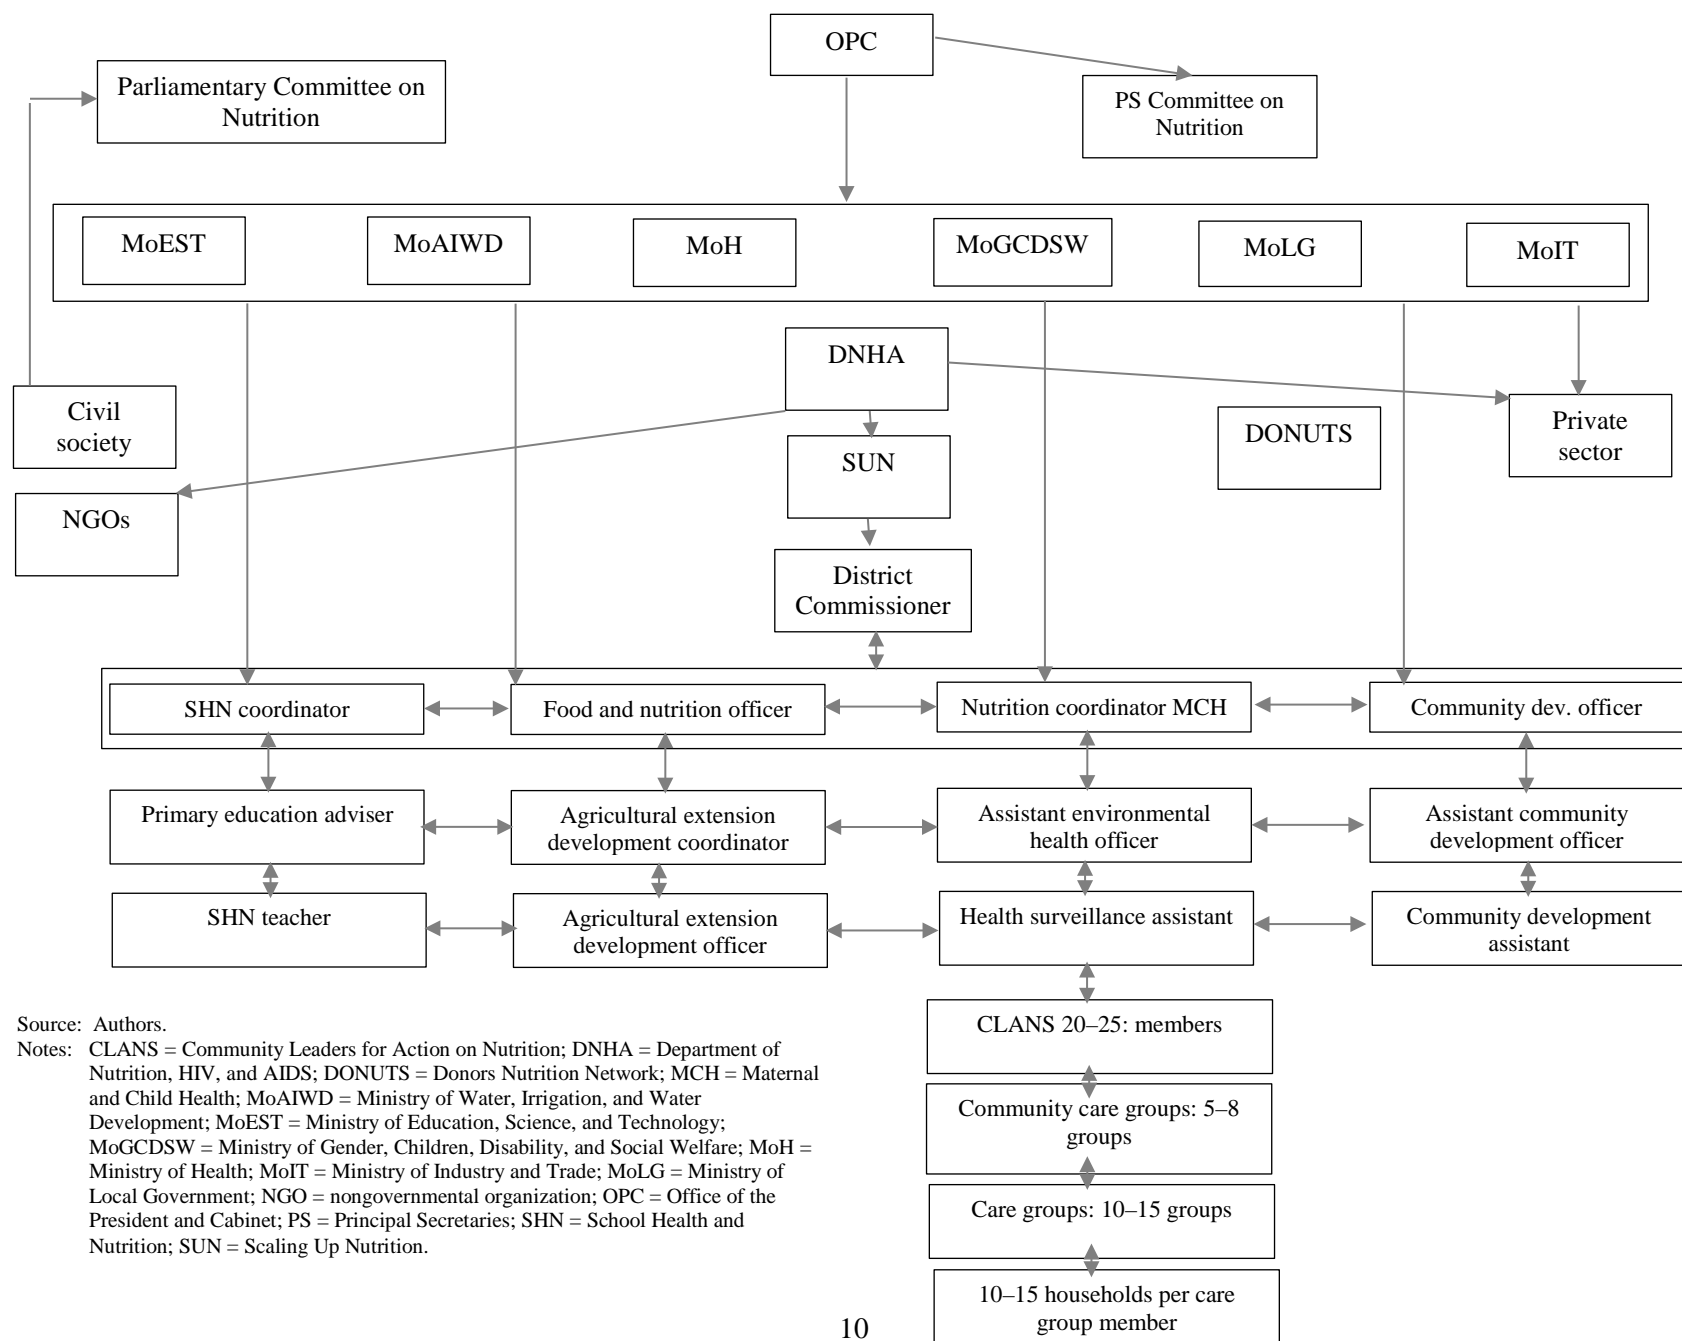 OPC
Parliamentary Committee on
Nutrition
PS Committee on
Nutrition
MoEST
MoAIWD
MoH
MoGCDSW
MoLG
MoIT
DNHA
Civil
society
Private
sector
DONUTS
SUN
NGOs
District
Commissioner
SHN coordinator
Food and nutrition officer
Nutrition coordinator MCH
Community dev. officer
Primary education adviser
Agricultural extension
development coordinator
Assistant environmental
health officer
Assistant community
development officer
SHN teacher
Agricultural extension
development officer
Health surveillance assistant
Community development
assistant
CLANS 20–25: members
Community care groups: 5–8
groups
Care groups: 10–15 groups
10–15 households per care
group member
Source: Authors.
Notes: CLANS = Community Leaders for Action on Nutrition; DNHA = Department of
Nutrition, HIV, and AIDS; DONUTS = Donors Nutrition Network; MCH = Maternal
and Child Health; MoAIWD = Ministry of Water, Irrigation, and Water
Development; MoEST = Ministry of Education, Science, and Technology;
MoGCDSW = Ministry of Gender, Children, Disability, and Social Welfare; MoH =
Ministry of Health; MoIT = Ministry of Industry and Trade; MoLG = Ministry of
Local Government; NGO = nongovernmental organization; OPC = Office of the
President and Cabinet; PS = Principal Secretaries; SHN = School Health and
Nutrition; SUN = Scaling Up Nutrition.
10